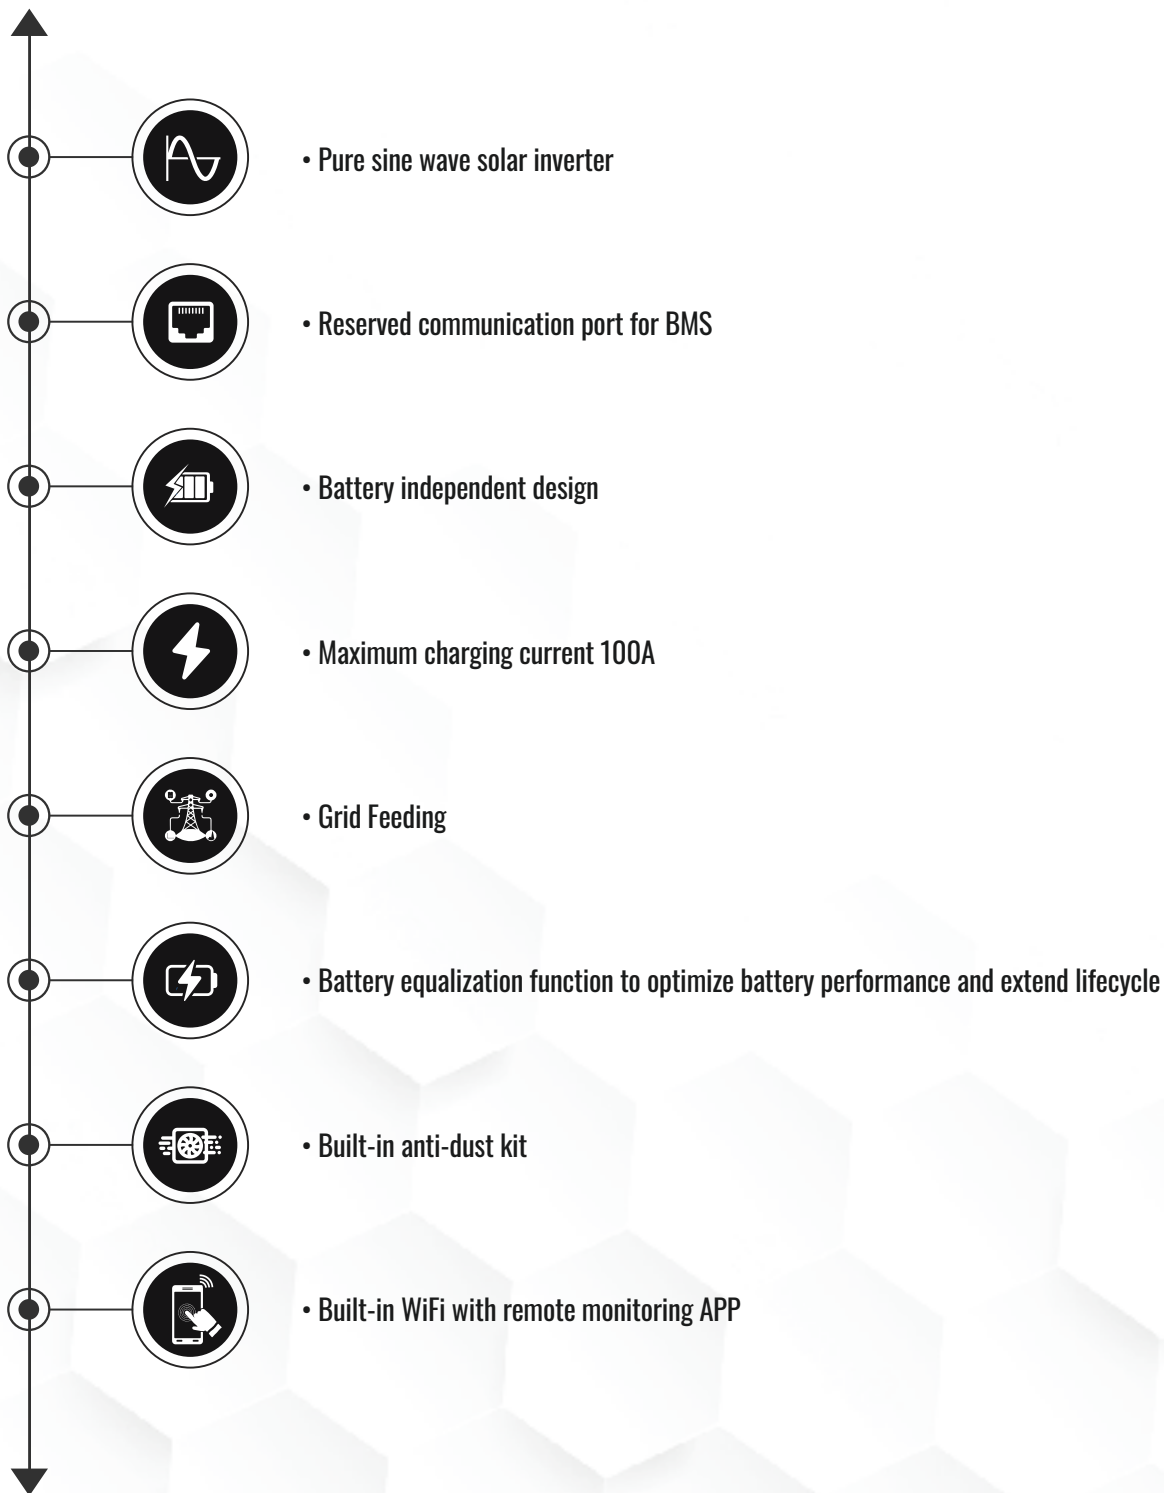 • Pure sine wave solar inverter
• Reserved communication port for BMS
• Battery independent design
• Maximum charging current 100A
• Grid Feeding
• Battery equalization function to optimize battery performance and extend lifecycle
• Built-in anti-dust kit
• Built-in WiFi with remote monitoring APP